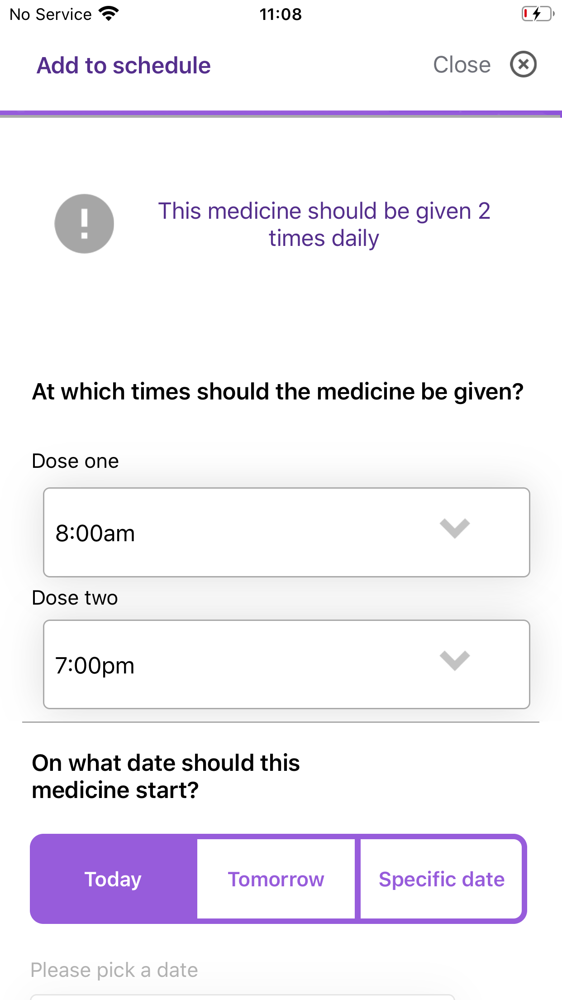 No Service
11:08
Add to schedule
Close
This medicine should be given 2
times daily
At which times should the medicine be given?
Dose one
8:00am
Dose two
7:00pm
On what date should this
medicine start?
Today
Tomorrow
Specific date
Please pick a date